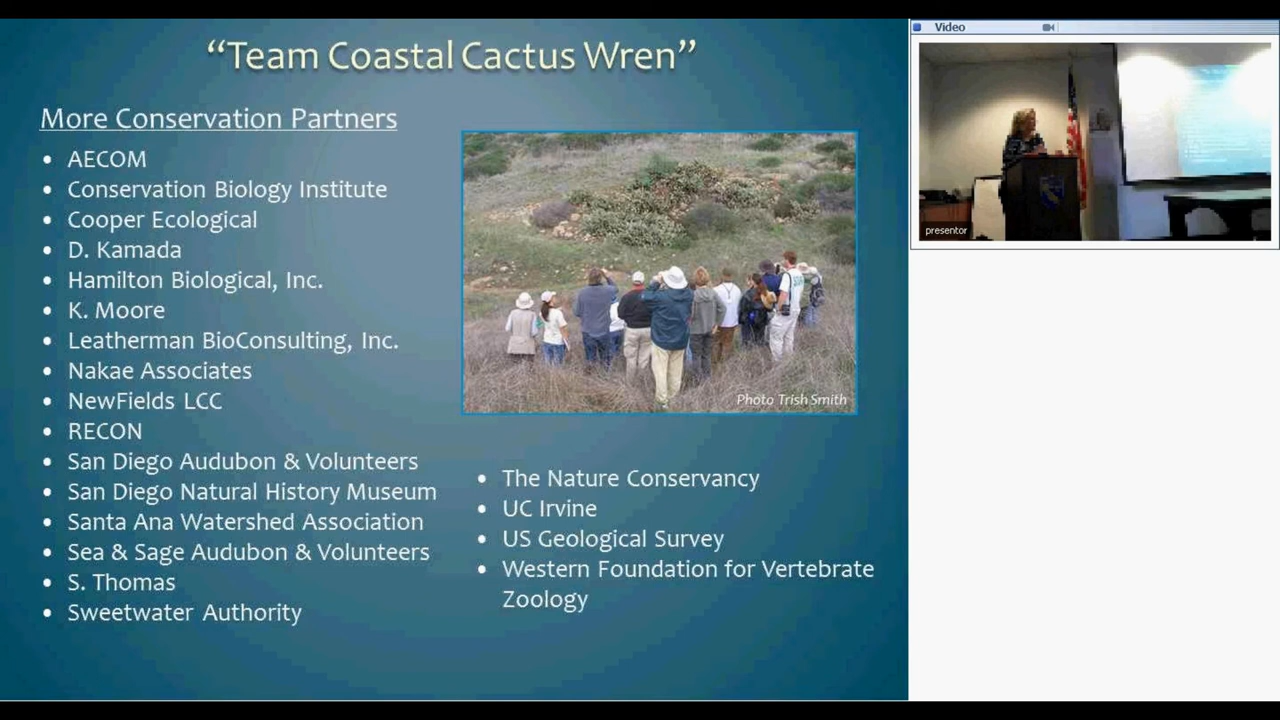 “Team Coastal Cactus Wren”
More Conservation Partners
• AECOM
• Conservation Biology Institute
• Cooper Ecological
• D. Kamada
• Hamilton Biological, Inc.
• K. Moore
• Leatherman BioConsulting, Inc.
• Nakae Associates
• NewFields LCC
• RECON
• San Diego Audubon & Volunteers
• San Diego Natural History Museum
• Santa Ana Watershed Association
• Sea & Sage Audubon & Volunteers
• S. Thomas
• Sweetwater Authority
Photo Trish Smith
• The Nature Conservancy
• UC Irvine
• US Geological Survey
• Western Foundation for Vertebrate
Zoology
Video
presentor